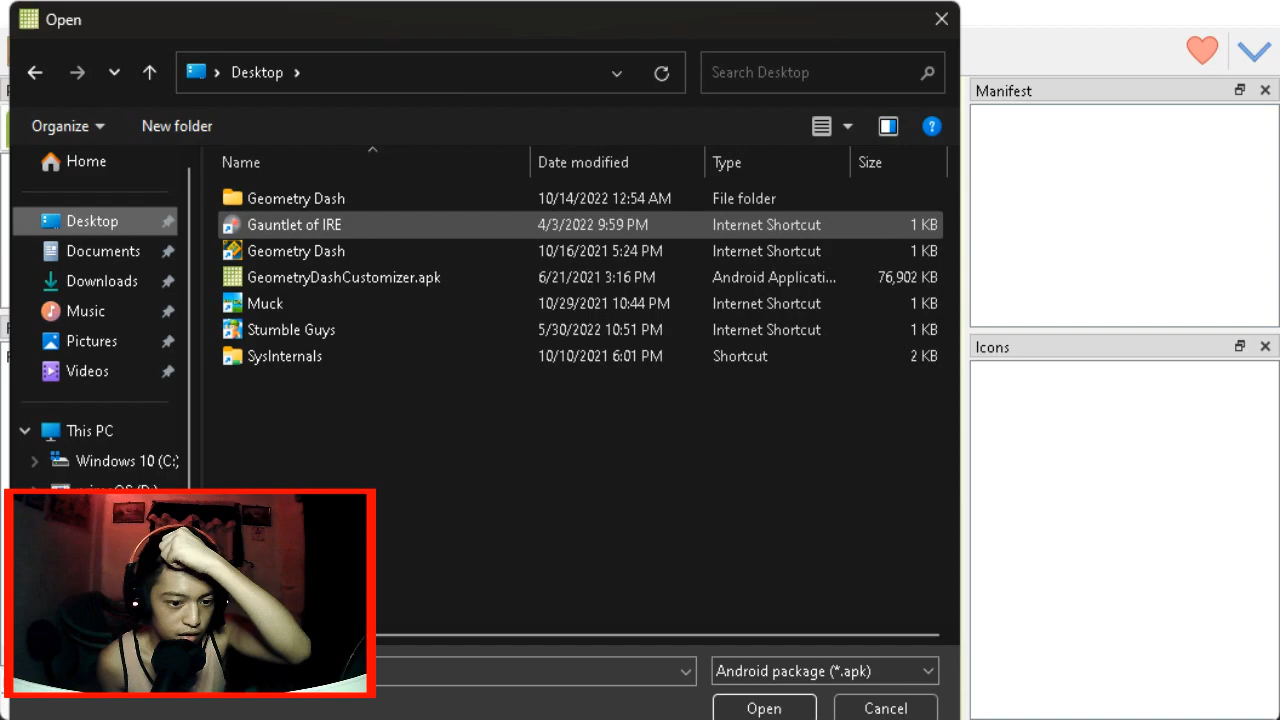 Open
Desktop
Search Desktop
Organize
New folder
Manifest
Home
Desktop
Documents
Downloads
Music
Pictures
Videos
This PC
Windows 10 (C:)
Name Date modified Type Size
Geometry Dash 10/14/2022 12:54 AM File folder
Gauntlet of IRE 4/3/2022 9:59 PM Internet Shortcut 1 KB
Geometry Dash 10/16/2021 5:24 PM Internet Shortcut 1 KB
GeometryDashCustomizer.apk 6/21/2021 3:16 PM Android Applicati... 76,902 KB
Muck 10/29/2021 10:44 PM Internet Shortcut 1 KB
Stumble Guys 5/30/2022 10:51 PM Internet Shortcut 1 KB
SysInternals 10/10/2021 6:01 PM Shortcut 2 KB
Icons
Android package (*.apk)
Open Cancel